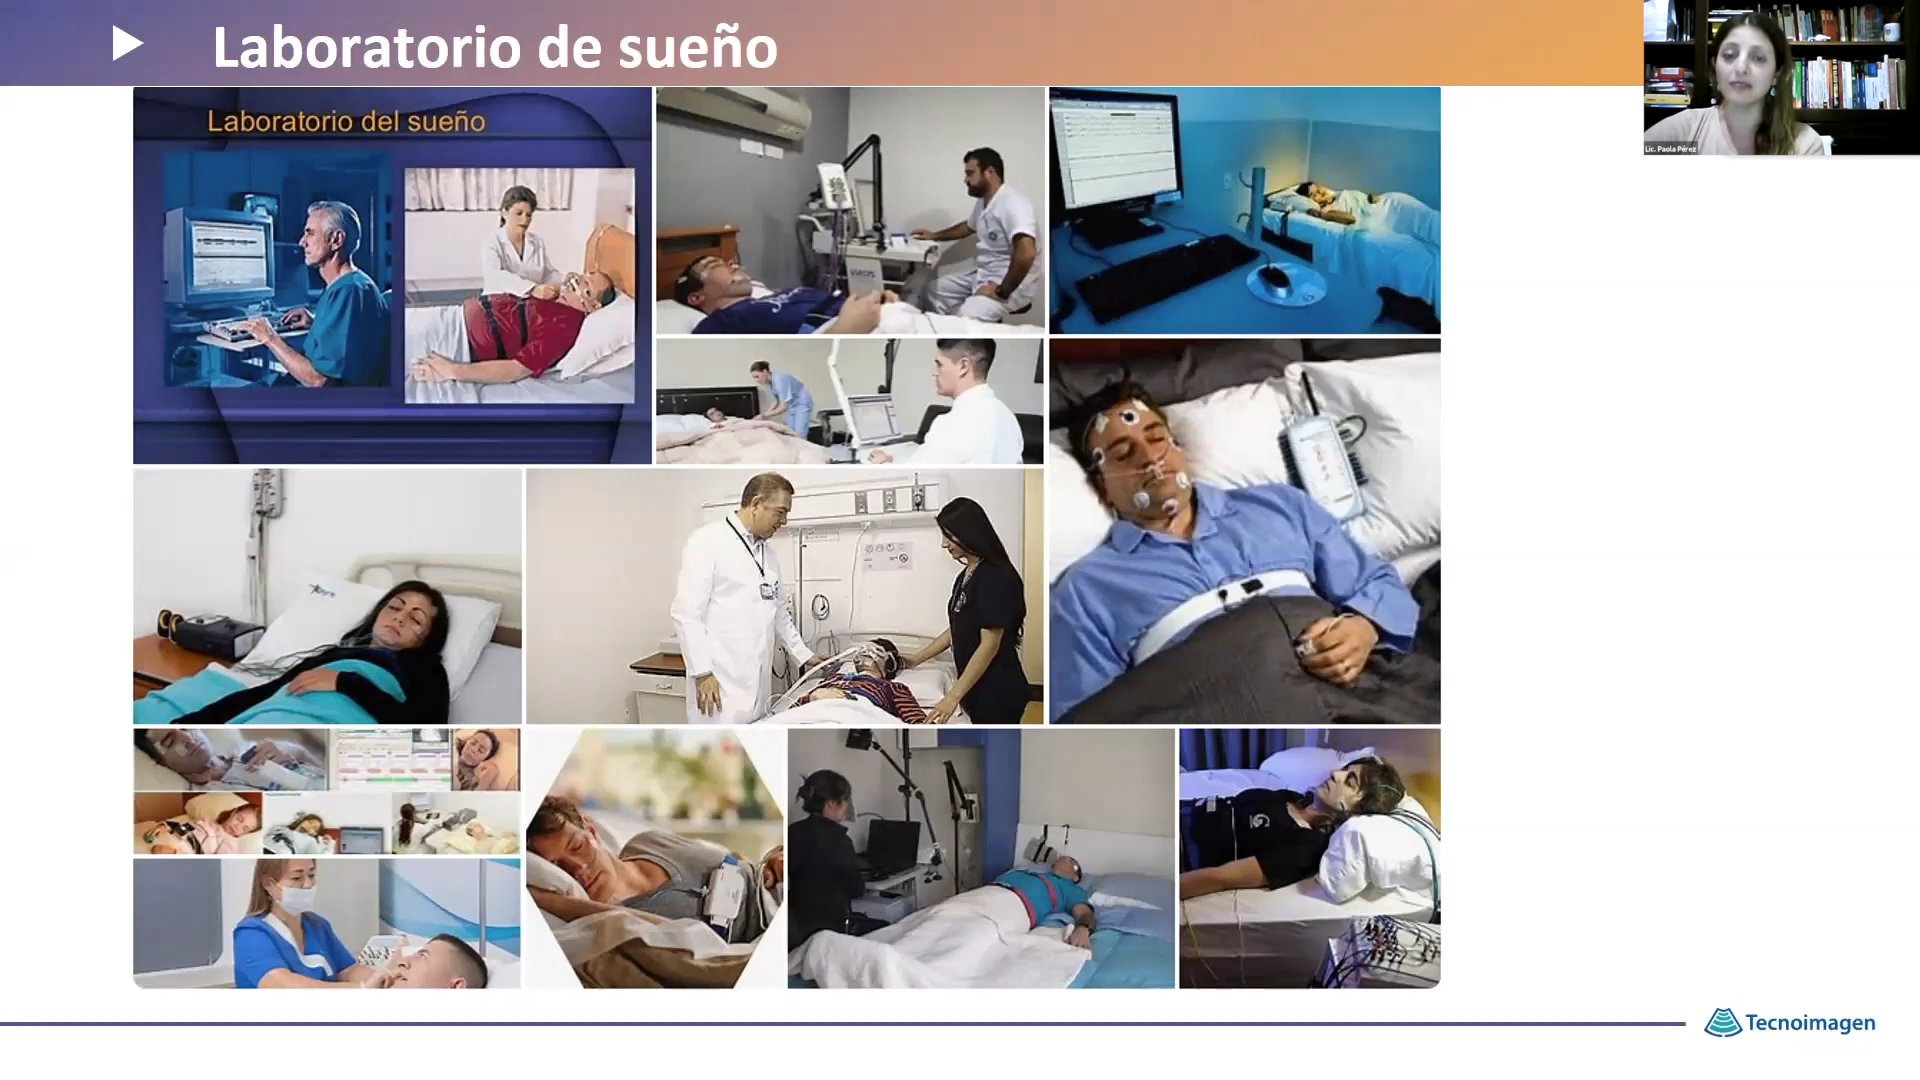 Laboratorio de sueño
Laboratorio del sueño
Lic. Paola Pérez
Tecnoimagen